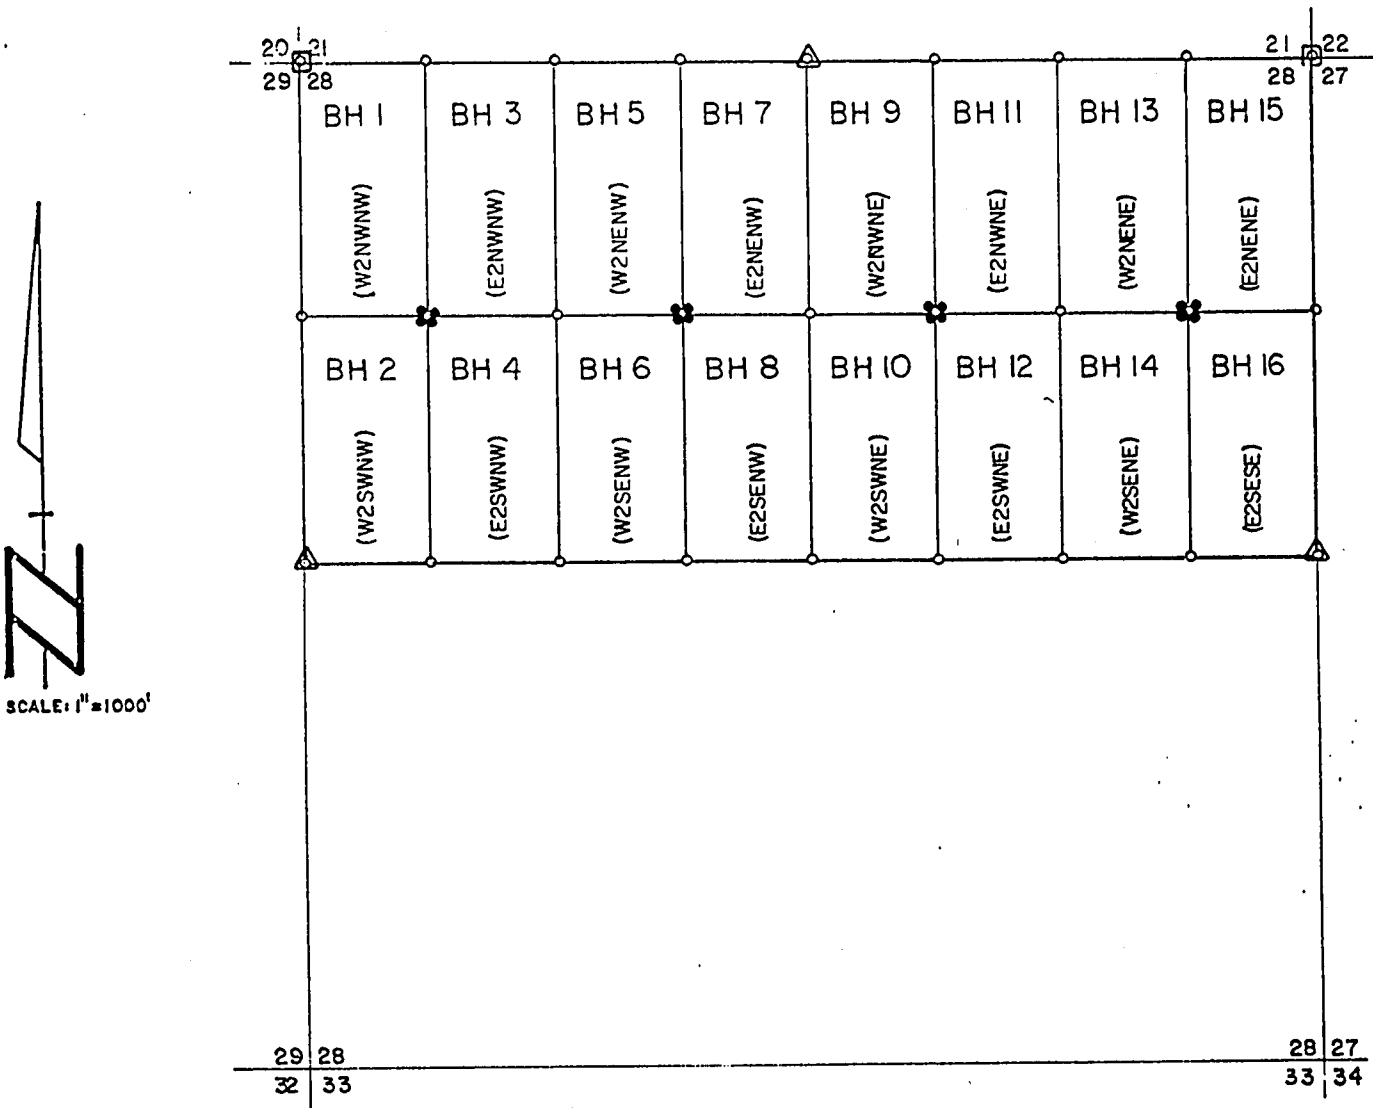 20 21 21 22
29 28 28 27
BH 1 BH 3 BH 5 BH 7 BH 9 BH 11 BH 13 BH 15
(W2NWNW) (E2NWNW) (W2NENW) (E2NENW) (W2NWNE) (E2NWNE) (W2NENE) (E2NENE)
BH 2 BH 4 BH 6 BH 8 BH 10 BH 12 BH 14 BH 16
(W2SWNW) (E2SWNW) (W2SENW) (E2SENW) (W2SWNE) (E2SWNE) (W2SENE) (E2SESE)
N
SCALE: 1"=1000'
29 28 28 27
32 33 33 34